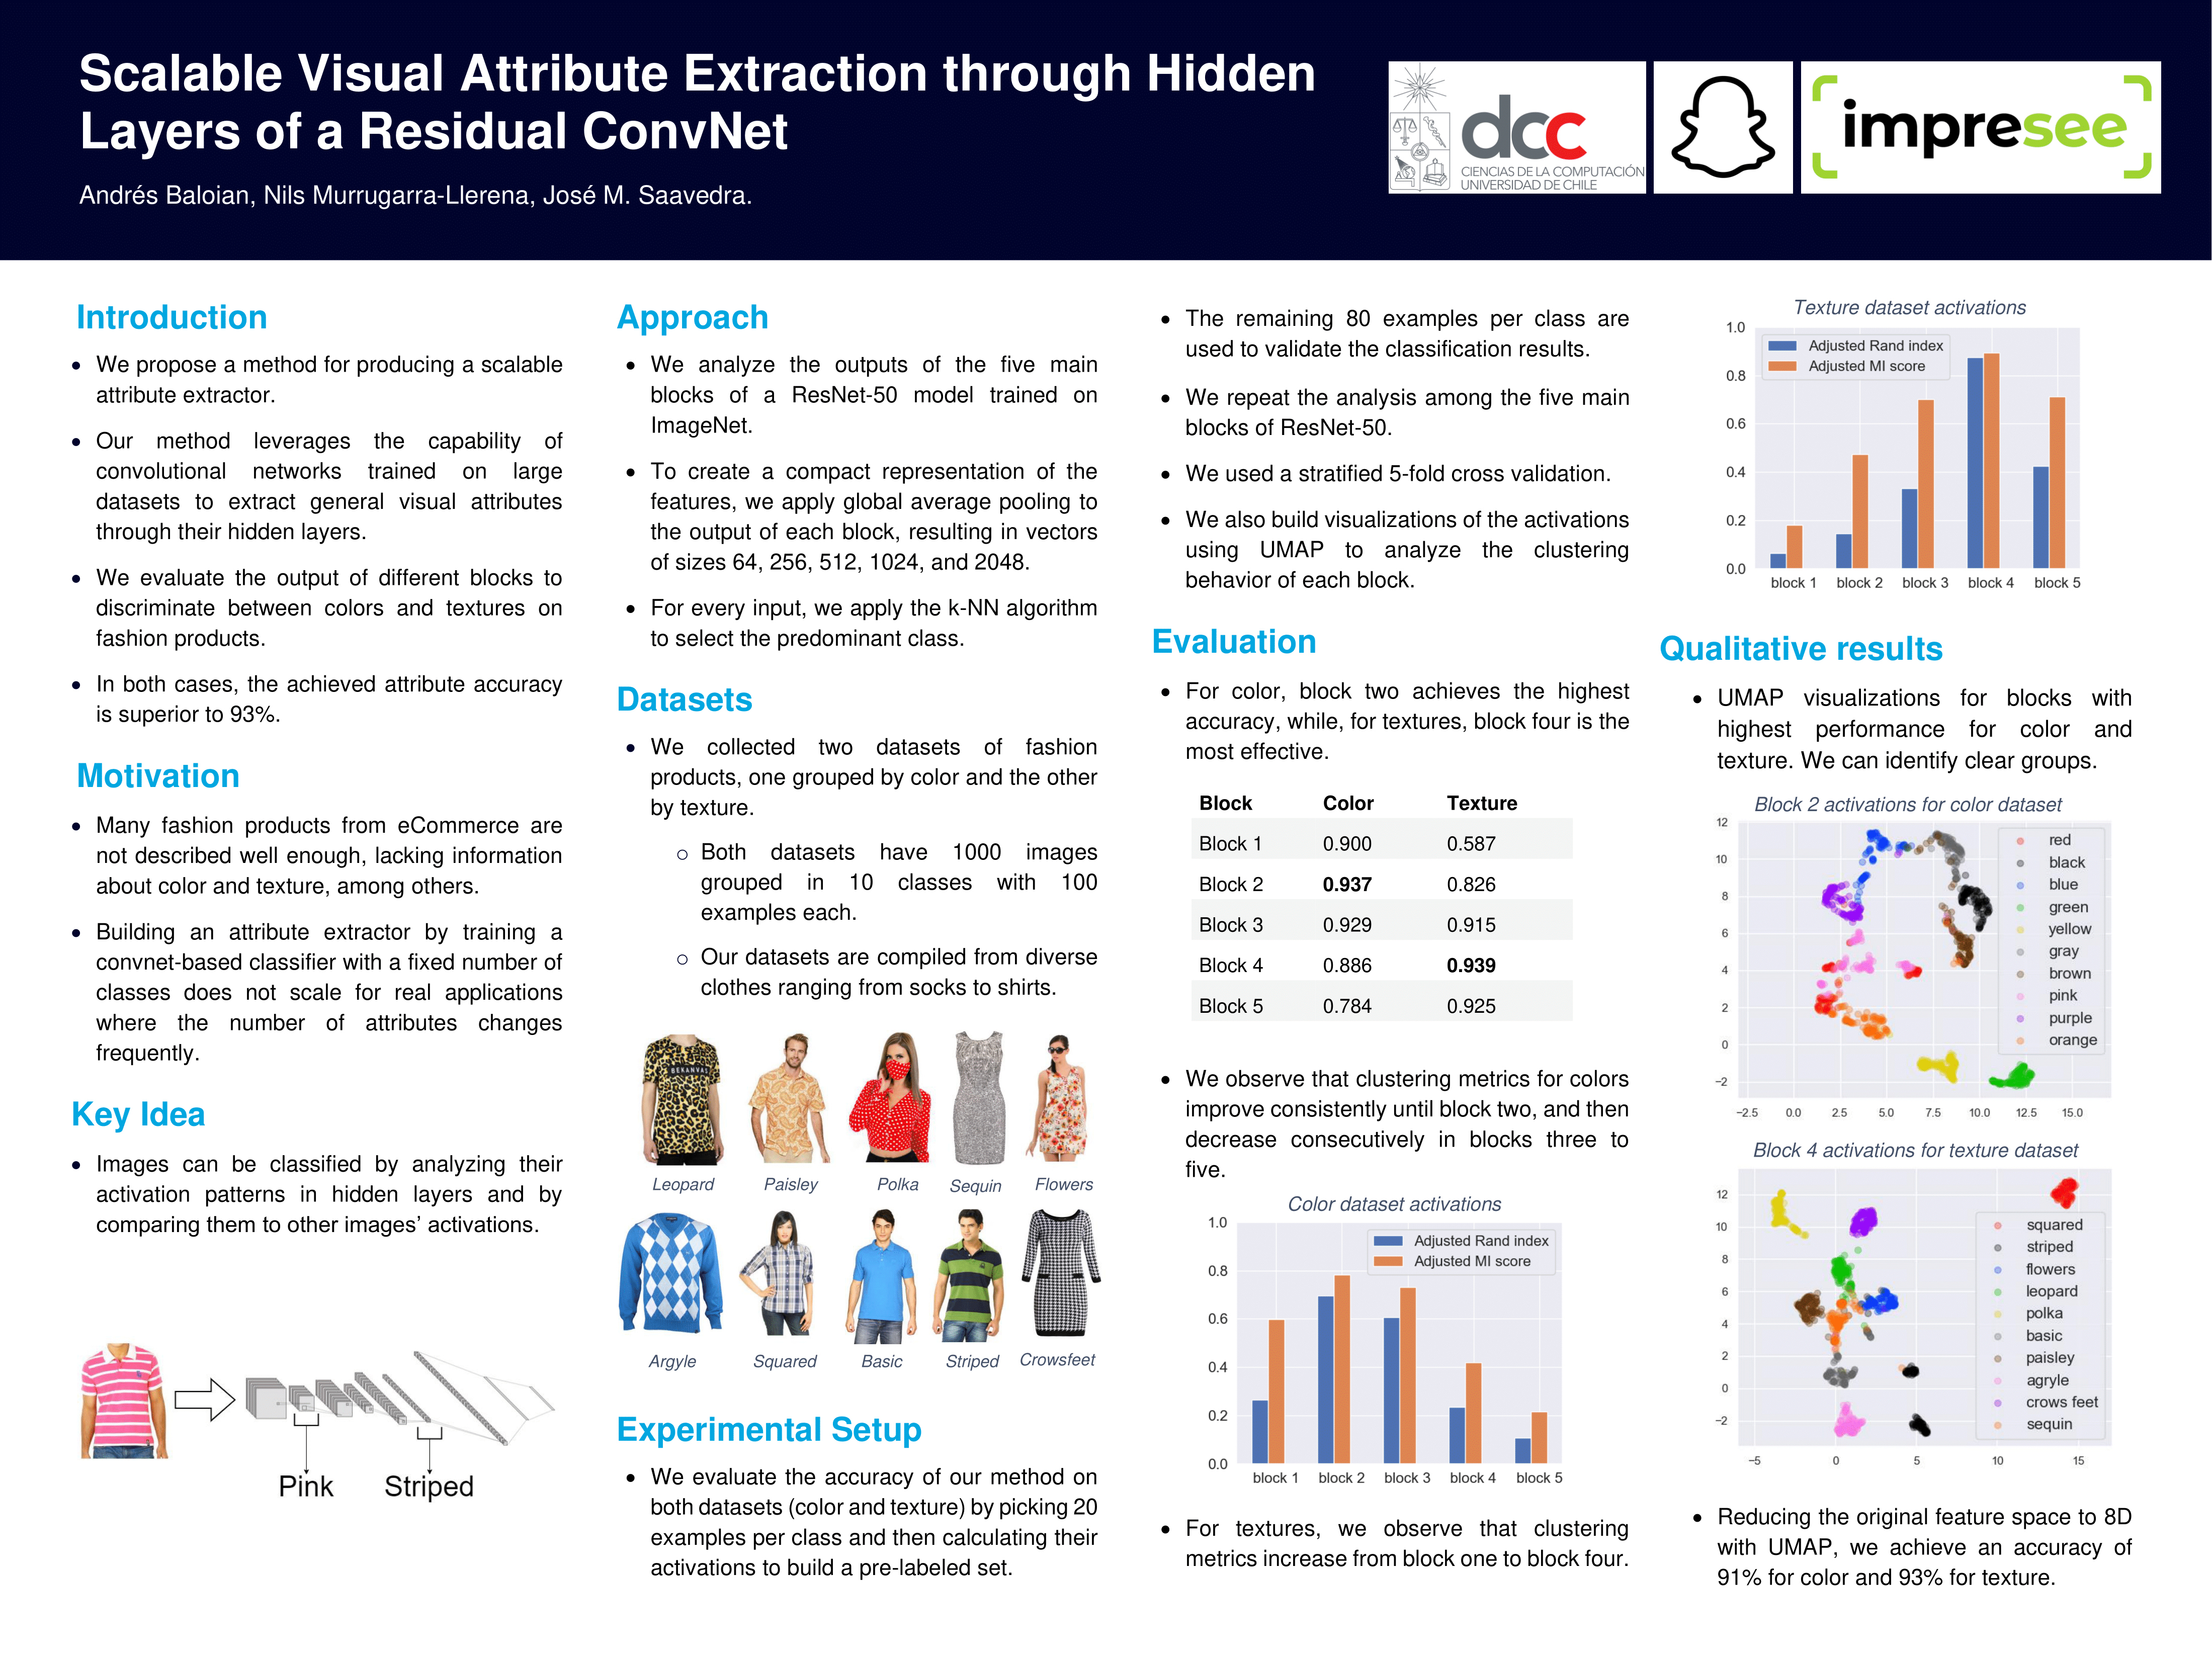 Scalable Visual Attribute Extraction through Hidden
Layers of a Residual ConvNet
Andrés Baloian, Nils Murrugarra-Llerena, José M. Saavedra.
dcc
CIENCIAS DE LA COMPUTACIÓN
UNIVERSIDAD DE CHILE
impresee
Introduction
• We propose a method for producing a scalable
attribute extractor.
• Our method leverages the capability of
convolutional networks trained on large
datasets to extract general visual attributes
through their hidden layers.
• We evaluate the output of different blocks to
discriminate between colors and textures on
fashion products.
• In both cases, the achieved attribute accuracy
is superior to 93%.
Motivation
• Many fashion products from eCommerce are
not described well enough, lacking information
about color and texture, among others.
• Building an attribute extractor by training a
convnet-based classifier with a fixed number of
classes does not scale for real applications
where the number of attributes changes
frequently.
Key Idea
• Images can be classified by analyzing their
activation patterns in hidden layers and by
comparing them to other images’ activations.
Pink Striped
Approach
• We analyze the outputs of the five main
blocks of a ResNet-50 model trained on
ImageNet.
• To create a compact representation of the
features, we apply global average pooling to
the output of each block, resulting in vectors
of sizes 64, 256, 512, 1024, and 2048.
• For every input, we apply the k-NN algorithm
to select the predominant class.
Datasets
• We collected two datasets of fashion
products, one grouped by color and the other
by texture.
o Both datasets have 1000 images
grouped in 10 classes with 100
examples each.
o Our datasets are compiled from diverse
clothes ranging from socks to shirts.
BEKANVAS
Leopard Paisley Polka Sequin Flowers
Argyle Squared Basic Striped Crowsfeet
Experimental Setup
• We evaluate the accuracy of our method on
both datasets (color and texture) by picking 20
examples per class and then calculating their
activations to build a pre-labeled set.
• The remaining 80 examples per class are
used to validate the classification results.
• We repeat the analysis among the five main
blocks of ResNet-50.
• We used a stratified 5-fold cross validation.
• We also build visualizations of the activations
using UMAP to analyze the clustering
behavior of each block.
Evaluation
• For color, block two achieves the highest
accuracy, while, for textures, block four is the
most effective.
Block Color Texture
Block 1 0.900 0.587
Block 2 0.937 0.826
Block 3 0.929 0.915
Block 4 0.886 0.939
Block 5 0.784 0.925
• We observe that clustering metrics for colors
improve consistently until block two, and then
decrease consecutively in blocks three to
five.
Color dataset activations
1.0
0.8
0.6
0.4
0.2
0.0
Adjusted Rand index
Adjusted MI score
block 1 block 2 block 3 block 4 block 5
• For textures, we observe that clustering
metrics increase from block one to block four.
Texture dataset activations
1.0
0.8
0.6
0.4
0.2
0.0
Adjusted Rand index
Adjusted MI score
block 1 block 2 block 3 block 4 block 5
Qualitative results
• UMAP visualizations for blocks with
highest performance for color and
texture. We can identify clear groups.
Block 2 activations for color dataset
12
10
8
6
4
2
0
−2
−2.5 0.0 2.5 5.0 7.5 10.0 12.5 15.0
red
black
blue
green
yellow
gray
brown
pink
purple
orange
Block 4 activations for texture dataset
12
10
8
6
4
2
0
−2
−5 0 5 10 15
squared
striped
flowers
leopard
polka
basic
paisley
agryle
crows feet
sequin
• Reducing the original feature space to 8D
with UMAP, we achieve an accuracy of
91% for color and 93% for texture.